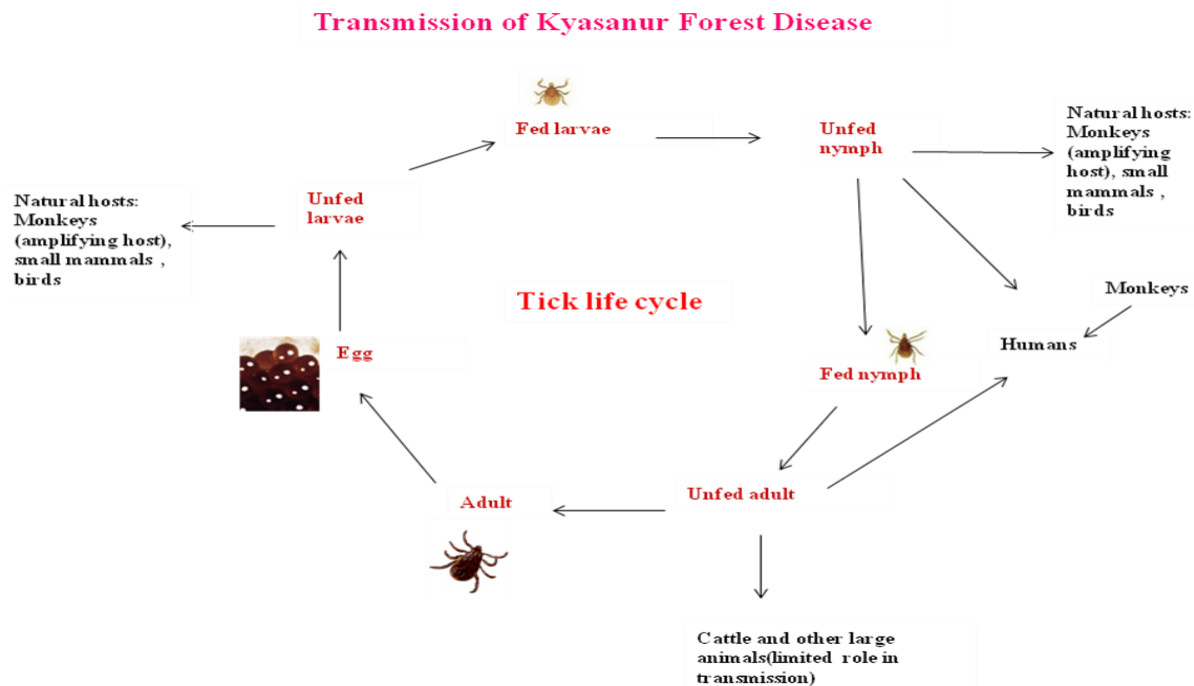 Transmission of Kyasanur Forest Disease
Fed larvae
Unfed
nymph
Natural hosts:
Monkeys
(amplifying
host), small
mammals ,
birds
Natural hosts:
Monkeys
(amplifying host),
small mammals ,
birds
Unfed
larvae
Tick life cycle
Monkeys
Humans
Egg
Fed nymph
Adult
Unfed adult
Cattle and other large
animals(limited role in
transmission)